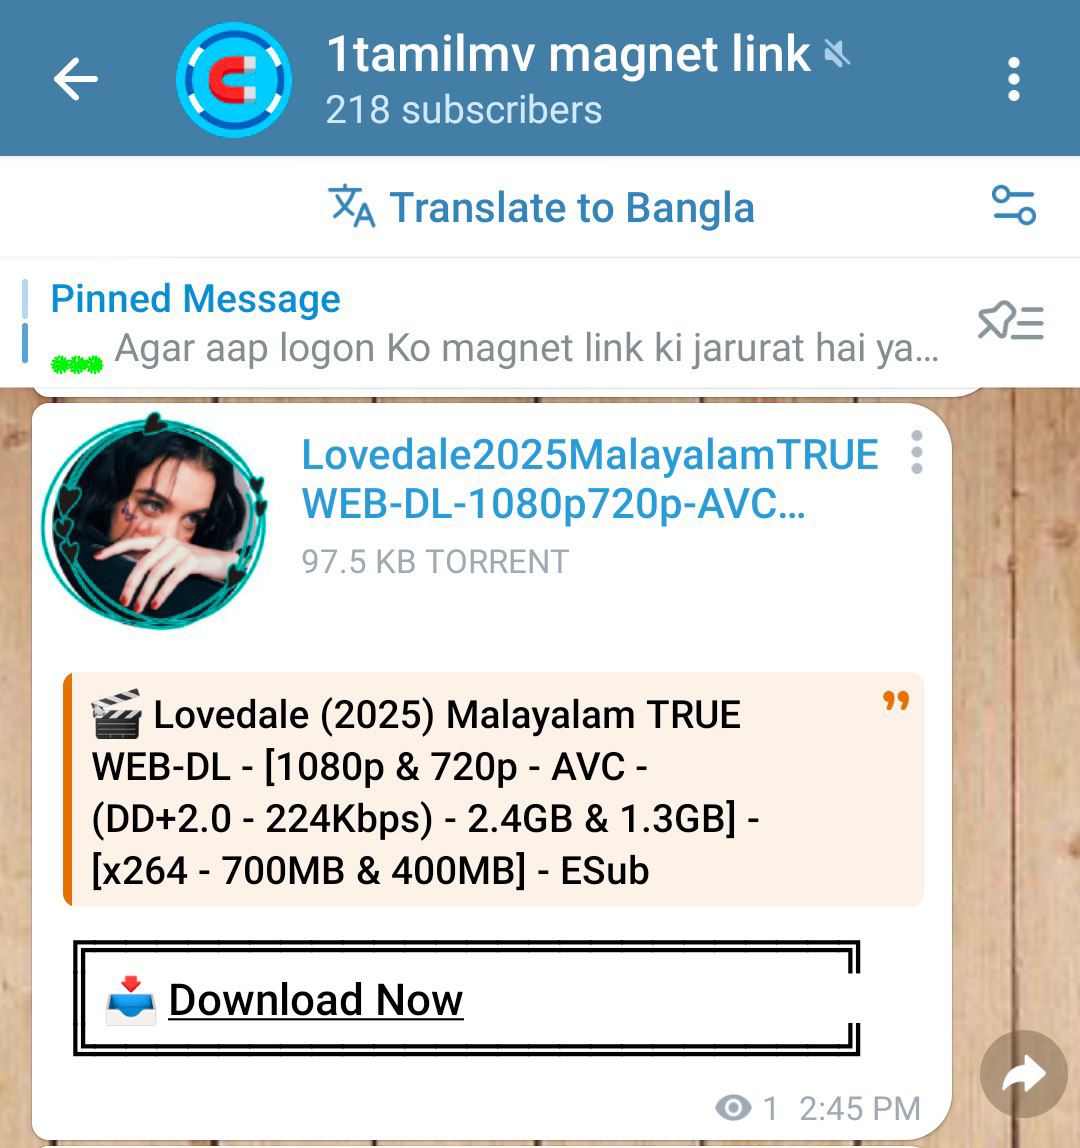 1tamilmv magnet link
218 subscribers
Translate to Bangla
Pinned Message
Agar aap logon Ko magnet link ki jarurat hai ya...
Lovedale2025MalayalamTRUE
WEB-DL-1080p720p-AVC...
97.5 KB TORRENT
🎬 Lovedale (2025) Malayalam TRUE
WEB-DL - [1080p & 720p - AVC -
(DD+2.0 - 224Kbps) - 2.4GB & 1.3GB] -
[x264 - 700MB & 400MB] - ESub
📥 Download Now
1 2:45 PM